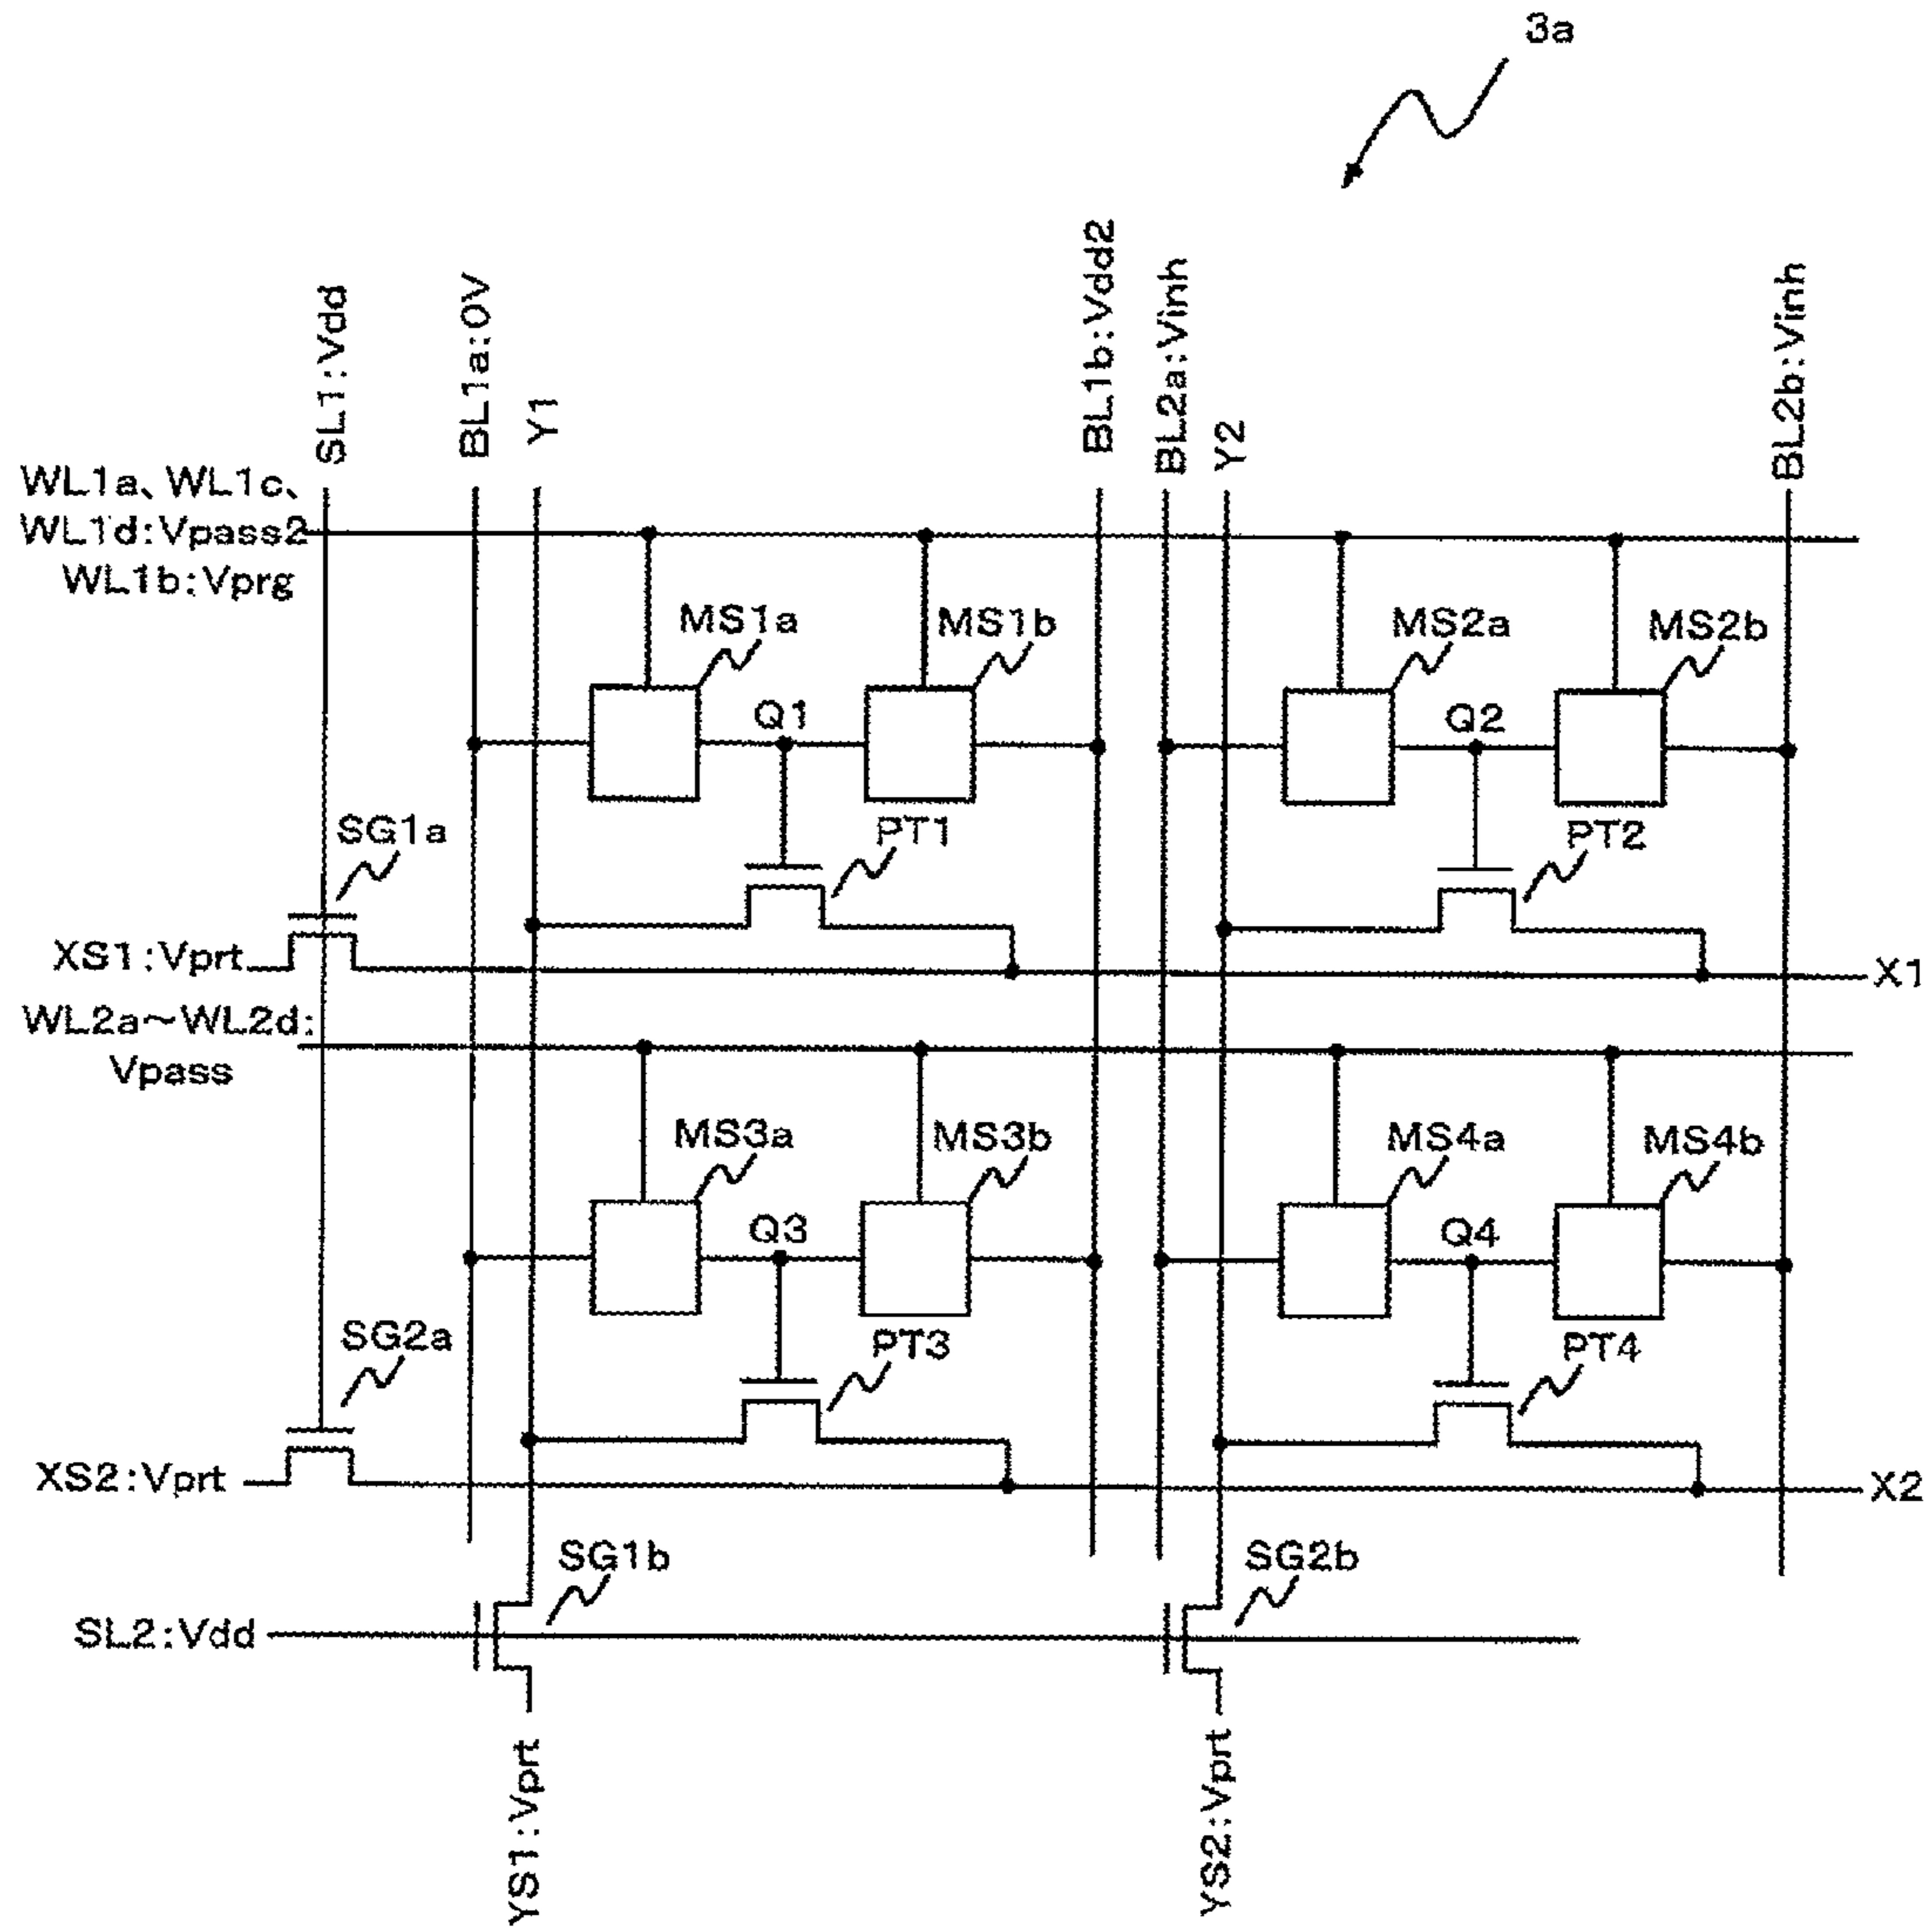 3a
SL1:Vdd
BL1a:0V
Y1
BL1b:Vdd2
BL2a:Vinh
Y2
BL2b:Vinh
WL1a、WL1c、
WL1d:Vpass2
WL1b:Vprg
MS1a
MS1b
MS2a
MS2b
Q1
Q2
SG1a
PT1
PT2
XS1:Vprt
X1
WL2a~WL2d:
Vpass
MS3a
MS3b
MS4a
MS4b
Q3
Q4
SG2a
PT3
PT4
XS2:Vprt
X2
SG1b
SG2b
SL2:Vdd
YS1:Vprt
YS2:Vprt